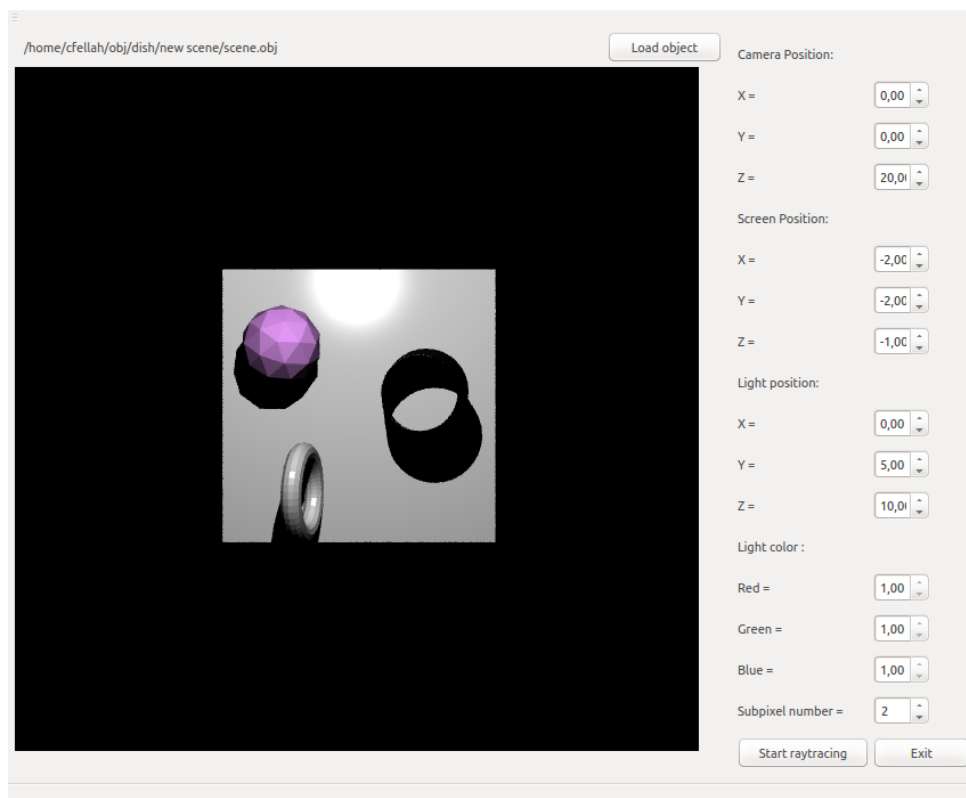 /home/cfellah/obj/dish/new scene/scene.obj
Load object
Camera Position:
X = 0,00
Y = 0,00
Z = 20,0
Screen Position:
X = -2,00
Y = -2,00
Z = -1,00
Light position:
X = 0,00
Y = 5,00
Z = 10,0
Light color :
Red = 1,00
Green = 1,00
Blue = 1,00
Subpixel number = 2
Start raytracing
Exit